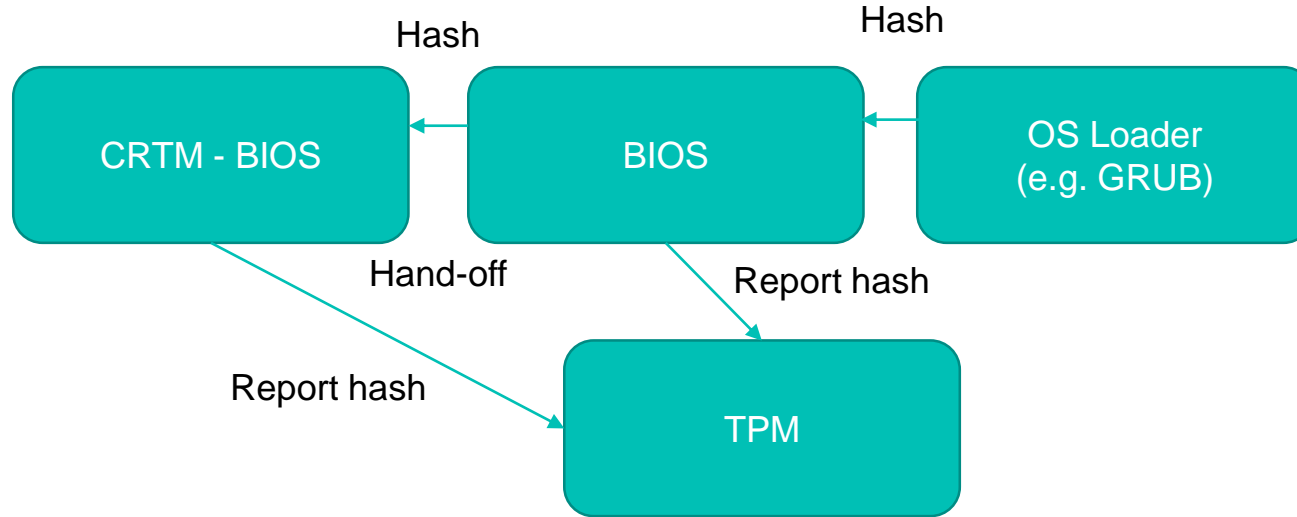 Hash
Hash
CRTM - BIOS
BIOS
OS Loader
(e.g. GRUB)
Hand-off
Report hash
Report hash
TPM